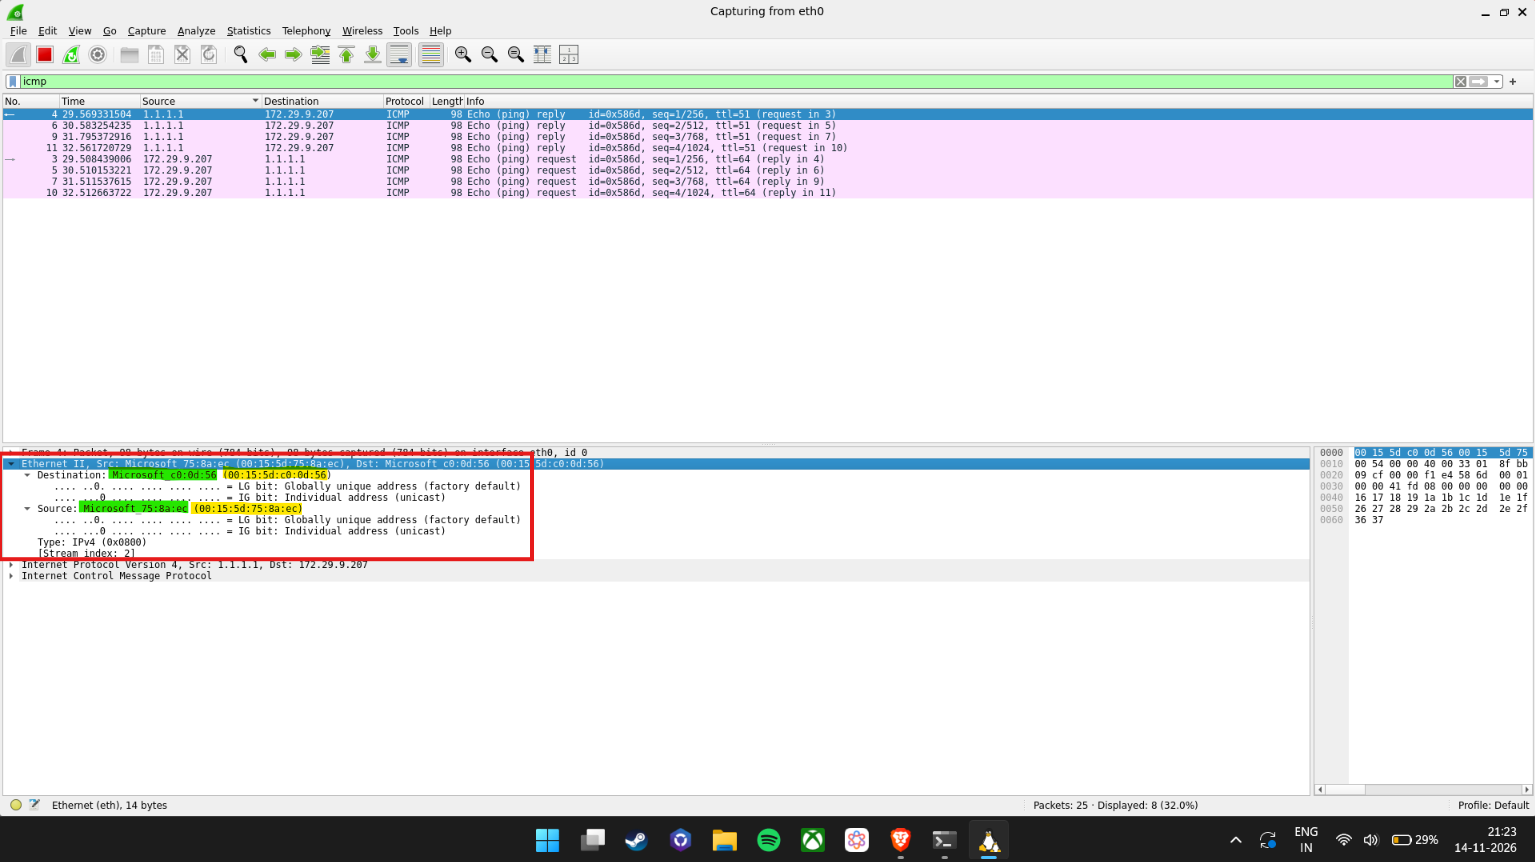 Capturing from eth0
File Edit View Go Capture Analyze Statistics Telephony Wireless Tools Help
icmp
No. Time Source Destination Protocol Length Info
4 29.569331504 1.1.1.1 172.29.9.207 ICMP 98 Echo (ping) reply id=0x586d, seq=1/256, ttl=51 (request in 3)
6 30.583254235 1.1.1.1 172.29.9.207 ICMP 98 Echo (ping) reply id=0x586d, seq=2/512, ttl=51 (request in 5)
9 31.795372916 1.1.1.1 172.29.9.207 ICMP 98 Echo (ping) reply id=0x586d, seq=3/768, ttl=51 (request in 7)
11 32.561720729 1.1.1.1 172.29.9.207 ICMP 98 Echo (ping) reply id=0x586d, seq=4/1024, ttl=51 (request in 10)
3 29.508439006 172.29.9.207 1.1.1.1 ICMP 98 Echo (ping) request id=0x586d, seq=1/256, ttl=64 (reply in 4)
5 30.510153221 172.29.9.207 1.1.1.1 ICMP 98 Echo (ping) request id=0x586d, seq=2/512, ttl=64 (reply in 6)
7 31.511537615 172.29.9.207 1.1.1.1 ICMP 98 Echo (ping) request id=0x586d, seq=3/768, ttl=64 (reply in 9)
10 32.512663722 172.29.9.207 1.1.1.1 ICMP 98 Echo (ping) request id=0x586d, seq=4/1024, ttl=64 (reply in 11)
Frame 4: Packet, 98 bytes on wire (784 bits), 98 bytes captured (784 bits) on interface eth0, id 0
Ethernet II, Src: Microsoft_75:8a:ec (00:15:5d:75:8a:ec), Dst: Microsoft_c0:0d:56 (00:15:5d:c0:0d:56)
Destination: Microsoft_c0:0d:56 (00:15:5d:c0:0d:56)
.... ..0. .... .... .... .... = LG bit: Globally unique address (factory default)
.... ...0 .... .... .... .... = IG bit: Individual address (unicast)
Source: Microsoft_75:8a:ec (00:15:5d:75:8a:ec)
.... ..0. .... .... .... .... = LG bit: Globally unique address (factory default)
.... ...0 .... .... .... .... = IG bit: Individual address (unicast)
Type: IPv4 (0x0800)
[Stream index: 2]
Internet Protocol Version 4, Src: 1.1.1.1, Dst: 172.29.9.207
Internet Control Message Protocol
0000 00 15 5d c0 0d 56 00 15 5d 75
0010 00 54 00 00 40 00 33 01 8f bb
0020 09 cf 00 00 f1 e4 58 6d 00 01
0030 00 00 41 fd 08 00 00 00 00 00
0040 16 17 18 19 1a 1b 1c 1d 1e 1f
0050 26 27 28 29 2a 2b 2c 2d 2e 2f
0060 36 37
Ethernet (eth), 14 bytes
Packets: 25 · Displayed: 8 (32.0%)
Profile: Default
ENG
IN
29%
21:23
14-11-2026